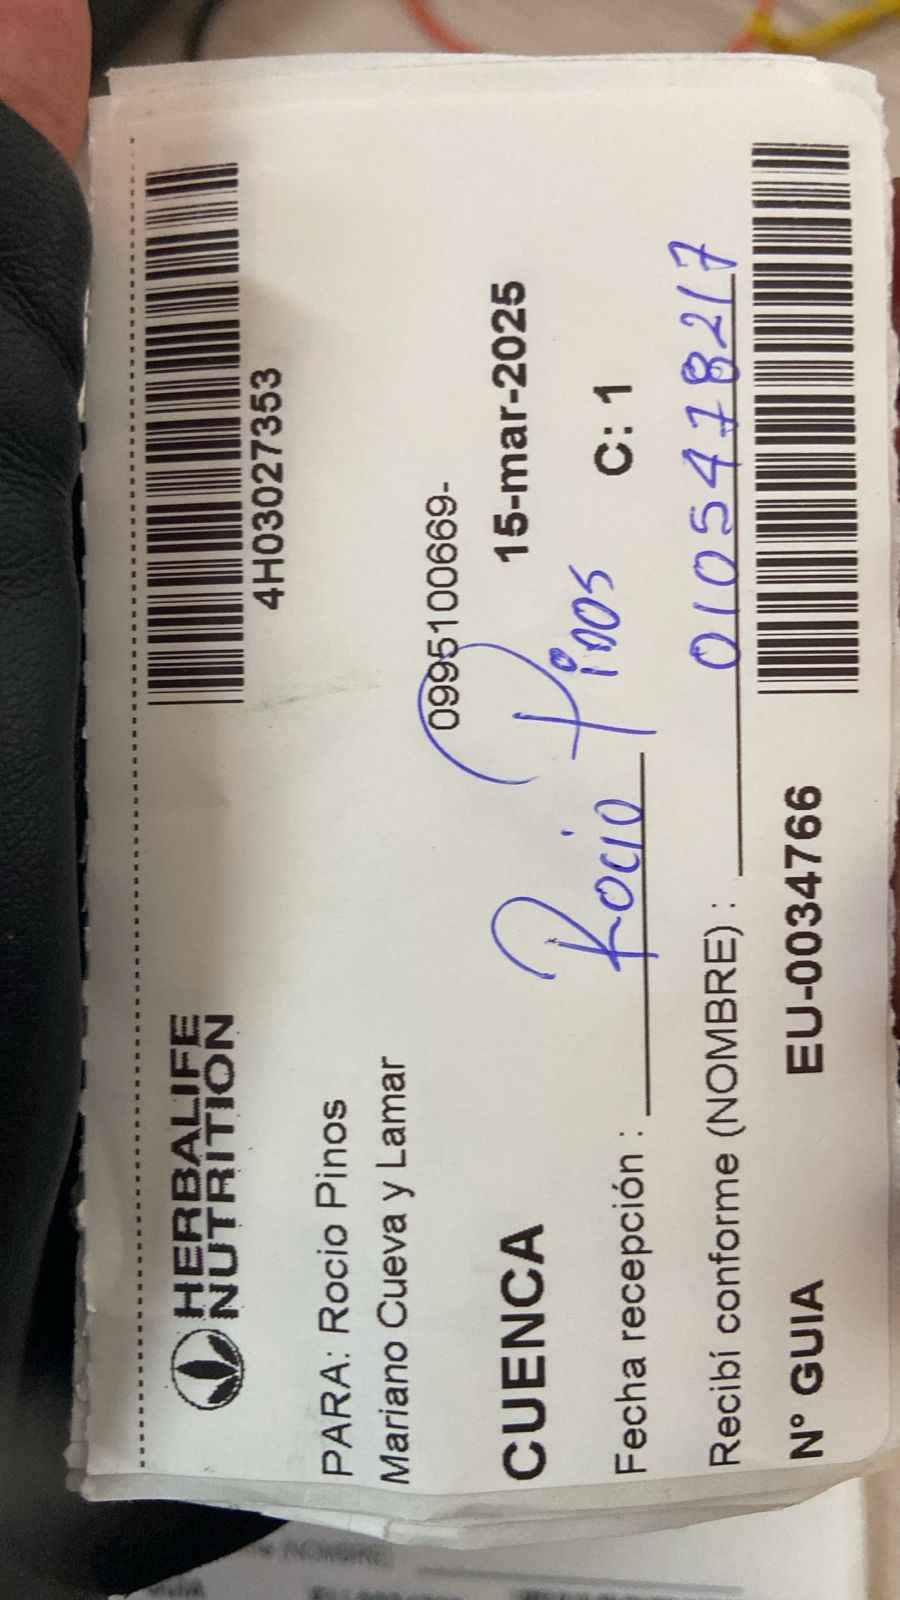 HERBALIFE
NUTRITION
4H03027353
PARA: Rocio Pinos
Mariano Cueva y Lamar
0995100669-
CUENCA 15-mar-2025
Fecha recepción : Rocio Pinos C: 1
Recibí conforme (NOMBRE) : 0105478217
N° GUIA EU-0034766